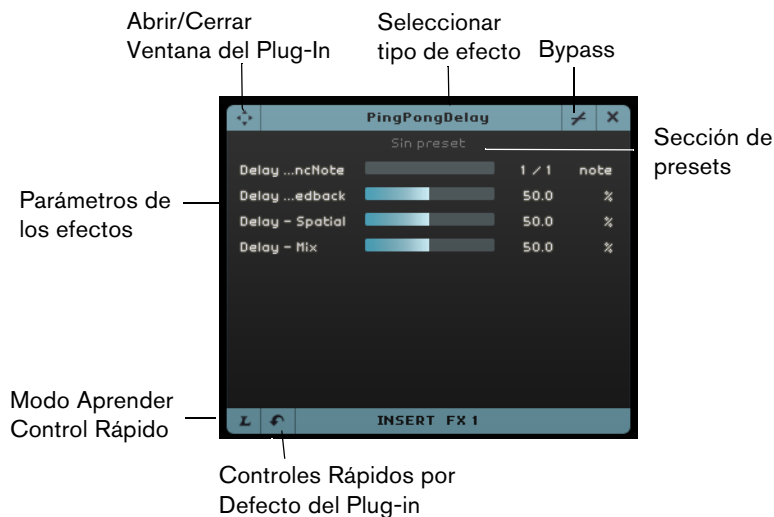 Abrir/Cerrar
Ventana del Plug-In
Seleccionar
tipo de efecto
Bypass
PingPongDelay
Sin preset
Sección de
presets
Delay ...ncNote 1 / 1 note
Delay ...edback 50.0 %
Delay - Spatial 50.0 %
Delay - Mix 50.0 %
Parámetros de
los efectos
Modo Aprender
Control Rápido
L
INSERT FX 1
Controles Rápidos por
Defecto del Plug-in